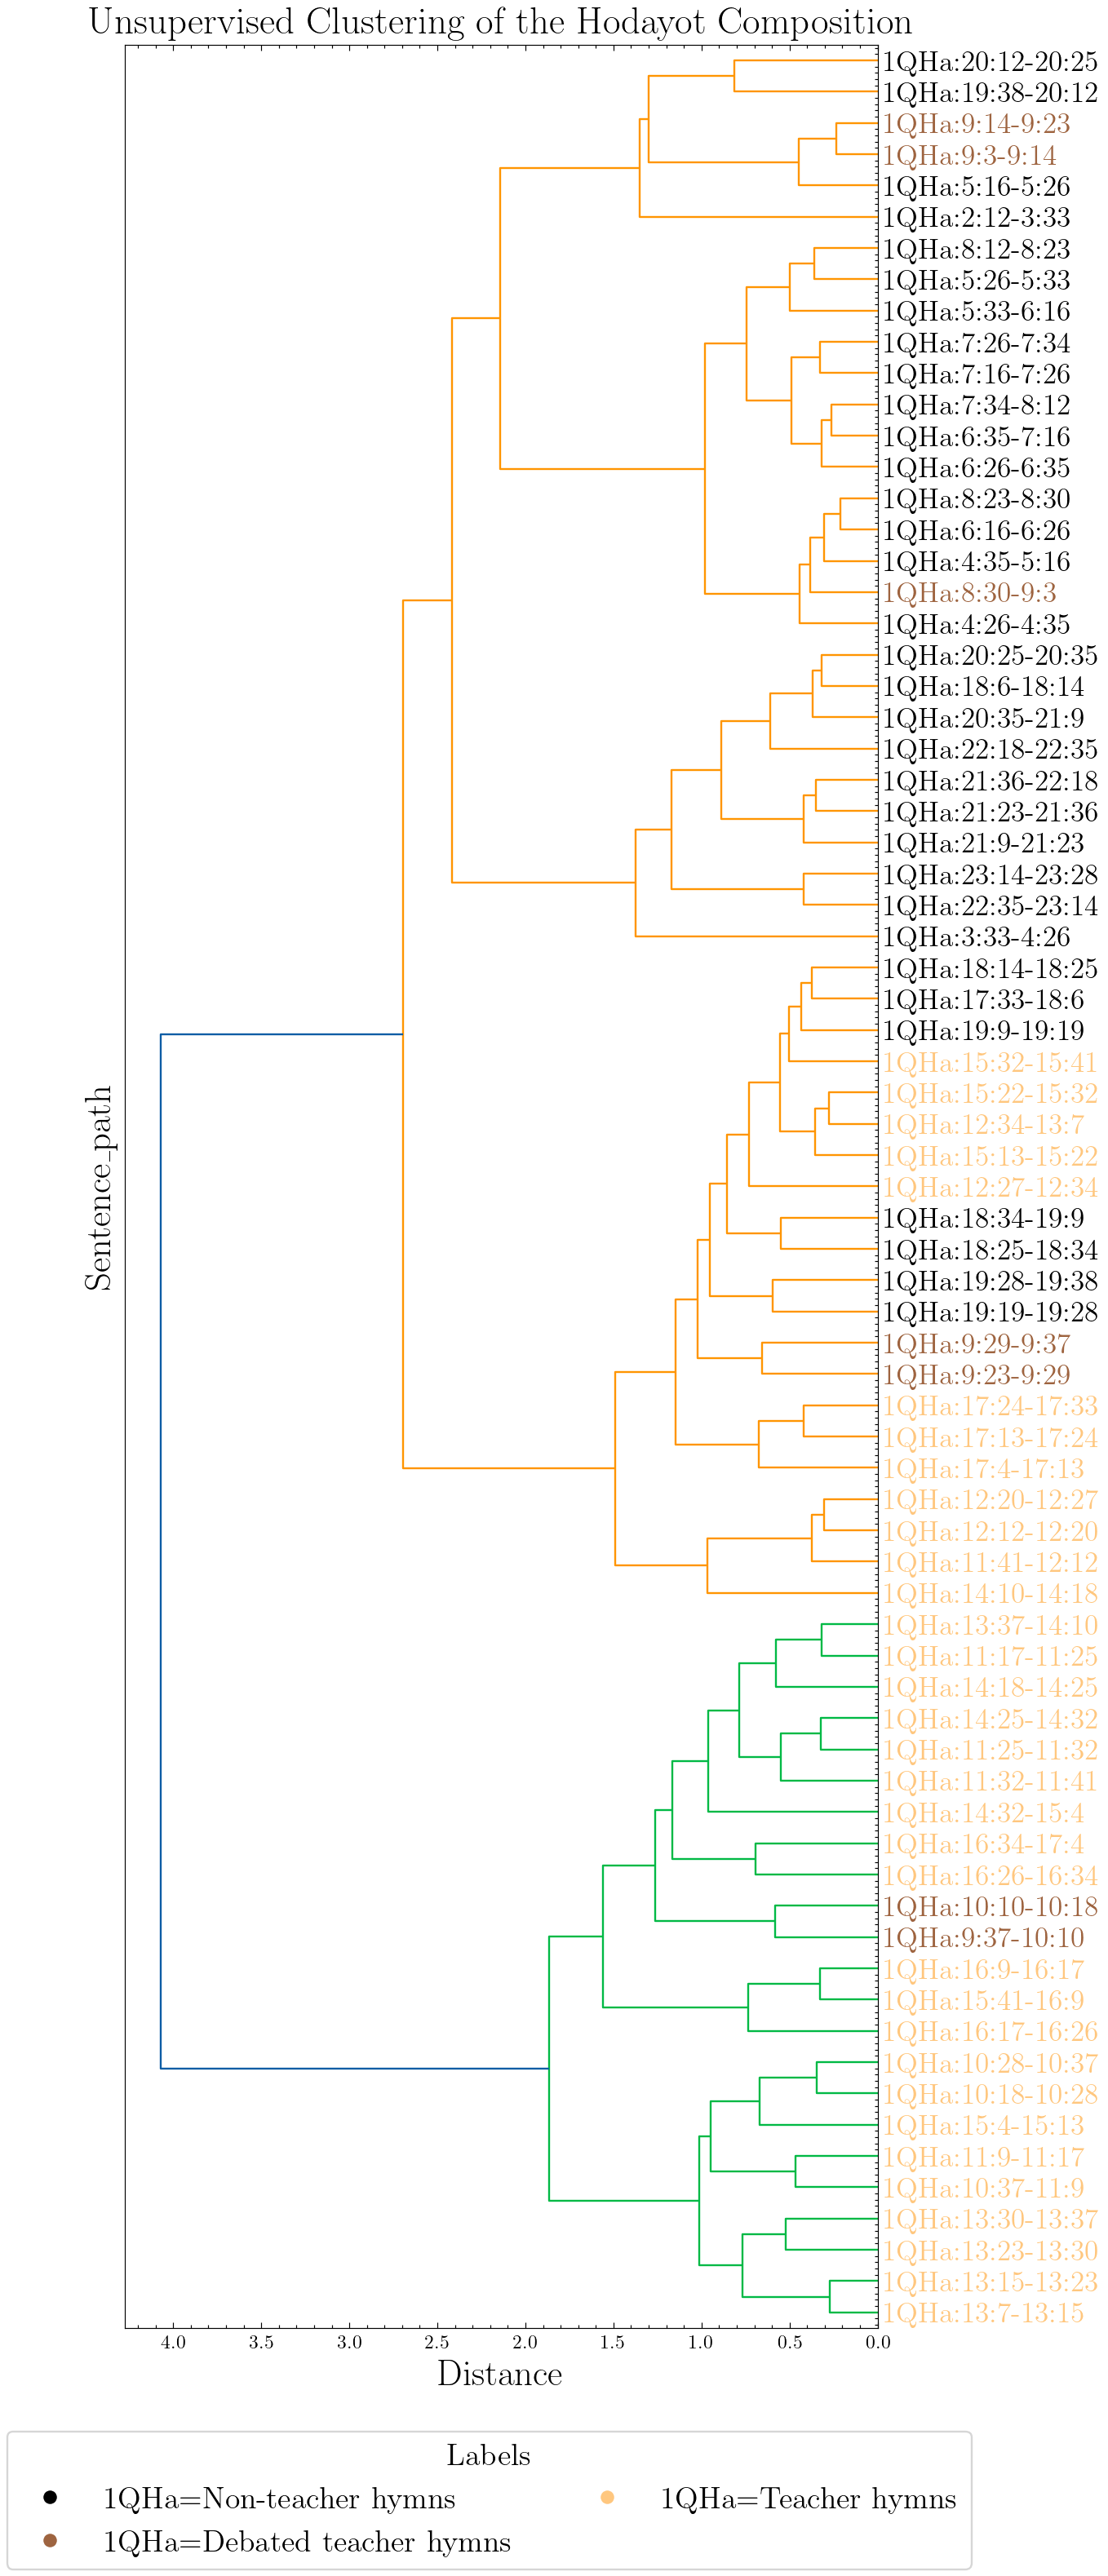 Unsupervised Clustering of the Hodayot Composition
1QHa:20:12-20:25
1QHa:19:38-20:12
1QHa:9:14-9:23
1QHa:9:3-9:14
1QHa:5:16-5:26
1QHa:2:12-3:33
1QHa:8:12-8:23
1QHa:5:26-5:33
1QHa:5:33-6:16
1QHa:7:26-7:34
1QHa:7:16-7:26
1QHa:7:34-8:12
1QHa:6:35-7:16
1QHa:6:26-6:35
1QHa:8:23-8:30
1QHa:6:16-6:26
1QHa:4:35-5:16
1QHa:8:30-9:3
1QHa:4:26-4:35
1QHa:20:25-20:35
1QHa:18:6-18:14
1QHa:20:35-21:9
1QHa:22:18-22:35
1QHa:21:36-22:18
1QHa:21:23-21:36
1QHa:21:9-21:23
1QHa:23:14-23:28
1QHa:22:35-23:14
1QHa:3:33-4:26
1QHa:18:14-18:25
1QHa:17:33-18:6
1QHa:19:9-19:19
1QHa:15:32-15:41
1QHa:15:22-15:32
1QHa:12:34-13:7
1QHa:15:13-15:22
1QHa:12:27-12:34
1QHa:18:34-19:9
1QHa:18:25-18:34
1QHa:19:28-19:38
1QHa:19:19-19:28
1QHa:9:29-9:37
1QHa:9:23-9:29
1QHa:17:24-17:33
1QHa:17:13-17:24
1QHa:17:4-17:13
1QHa:12:20-12:27
1QHa:12:12-12:20
1QHa:11:41-12:12
1QHa:14:10-14:18
1QHa:13:37-14:10
1QHa:11:17-11:25
1QHa:14:18-14:25
1QHa:14:25-14:32
1QHa:11:25-11:32
1QHa:11:32-11:41
1QHa:14:32-15:4
1QHa:16:34-17:4
1QHa:16:26-16:34
1QHa:10:10-10:18
1QHa:9:37-10:10
1QHa:16:9-16:17
1QHa:15:41-16:9
1QHa:16:17-16:26
1QHa:10:28-10:37
1QHa:10:18-10:28
1QHa:15:4-15:13
1QHa:11:9-11:17
1QHa:10:37-11:9
1QHa:13:30-13:37
1QHa:13:23-13:30
1QHa:13:15-13:23
1QHa:13:7-13:15
Sentence_path
4.0 3.5 3.0 2.5 2.0 1.5 1.0 0.5 0.0
Distance
Labels
1QHa=Non-teacher hymns
1QHa=Debated teacher hymns
1QHa=Teacher hymns